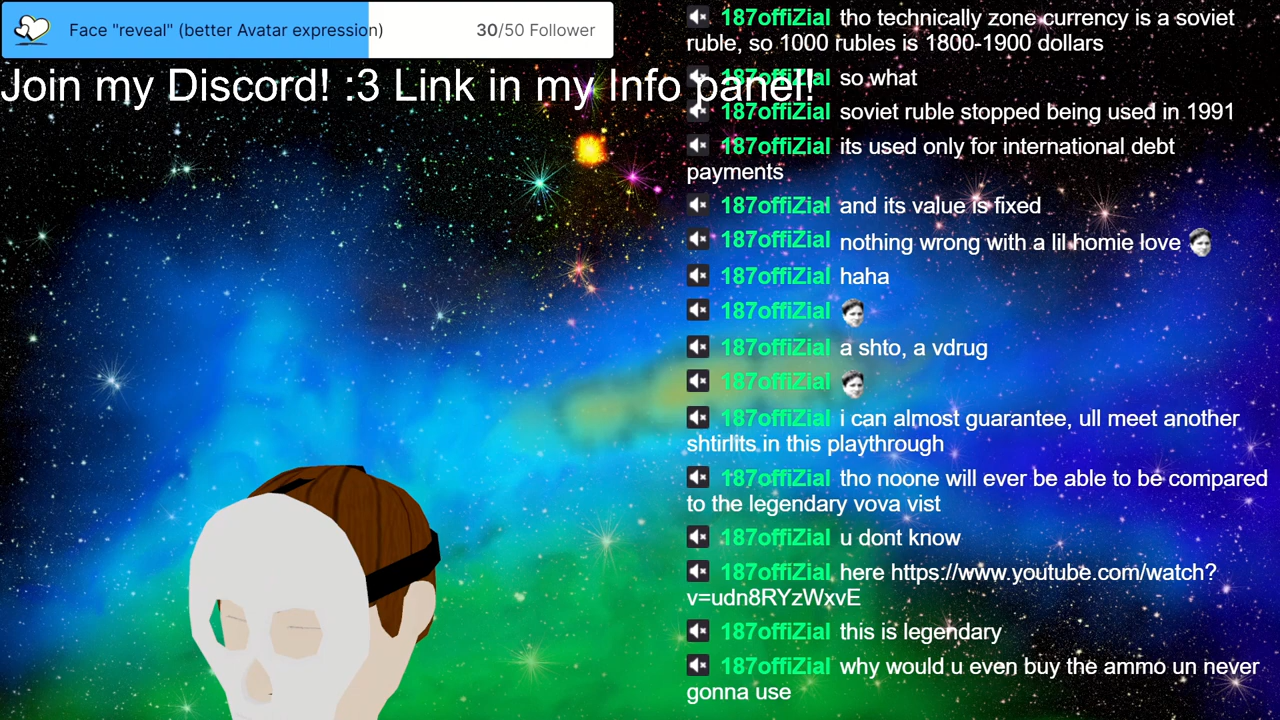 Face "reveal" (better Avatar expression) 30/50 Follower
Join my Discord! :3 Link in my Info panel!
187offiZial tho technically zone currency is a soviet
ruble, so 1000 rubles is 1800-1900 dollars
187offiZial so what
187offiZial soviet ruble stopped being used in 1991
187offiZial its used only for international debt
payments
187offiZial and its value is fixed
187offiZial nothing wrong with a lil homie love
187offiZial haha
187offiZial
187offiZial a shto, a vdrug
187offiZial
187offiZial i can almost guarantee, ull meet another
shtirlits in this playthrough
187offiZial tho noone will ever be able to be compared
to the legendary vova vist
187offiZial u dont know
187offiZial here https://www.youtube.com/watch?
v=udn8RYzWxvE
187offiZial this is legendary
187offiZial why would u even buy the ammo un never
gonna use